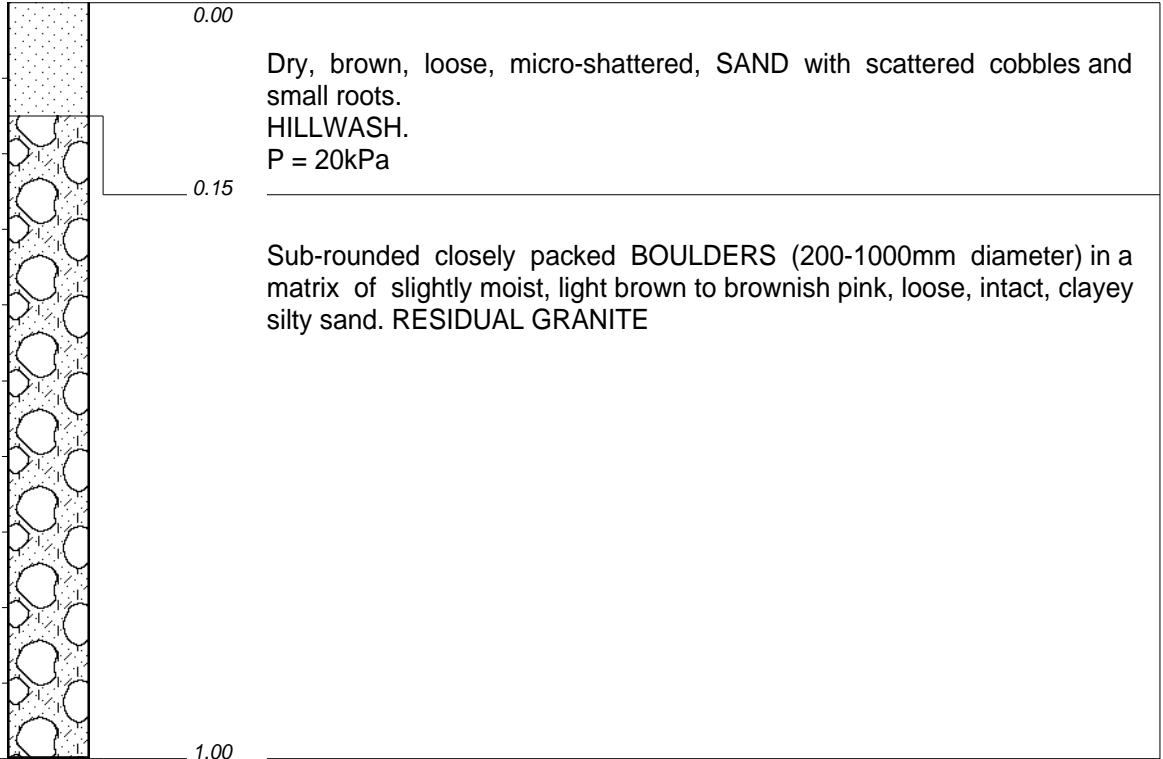 0.00
Dry, brown, loose, micro-shattered, SAND with scattered cobbles and
small roots.
HILLWASH.
P = 20kPa
0.15
Sub-rounded closely packed BOULDERS (200-1000mm diameter) in a
matrix of slightly moist, light brown to brownish pink, loose, intact, clayey
silty sand. RESIDUAL GRANITE
1.00